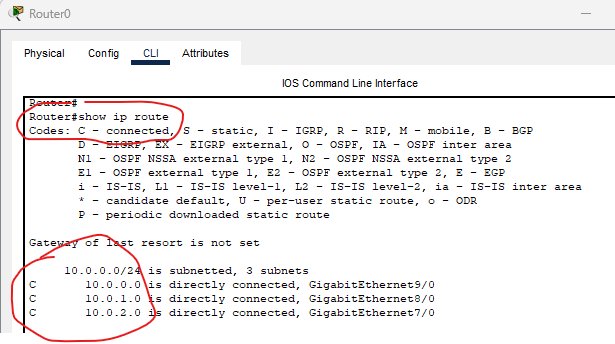 Router0
Physical Config CLI Attributes
IOS Command Line Interface
Router#
Router#show ip route
Codes: C - connected, S - static, I - IGRP, R - RIP, M - mobile, B - BGP
D - EIGRP, EX - EIGRP external, O - OSPF, IA - OSPF inter area
N1 - OSPF NSSA external type 1, N2 - OSPF NSSA external type 2
E1 - OSPF external type 1, E2 - OSPF external type 2, E - EGP
i - IS-IS, L1 - IS-IS level-1, L2 - IS-IS level-2, ia - IS-IS inter area
* - candidate default, U - per-user static route, o - ODR
P - periodic downloaded static route
Gateway of last resort is not set
10.0.0.0/24 is subnetted, 3 subnets
C 10.0.0.0 is directly connected, GigabitEthernet9/0
C 10.0.1.0 is directly connected, GigabitEthernet8/0
C 10.0.2.0 is directly connected, GigabitEthernet7/0